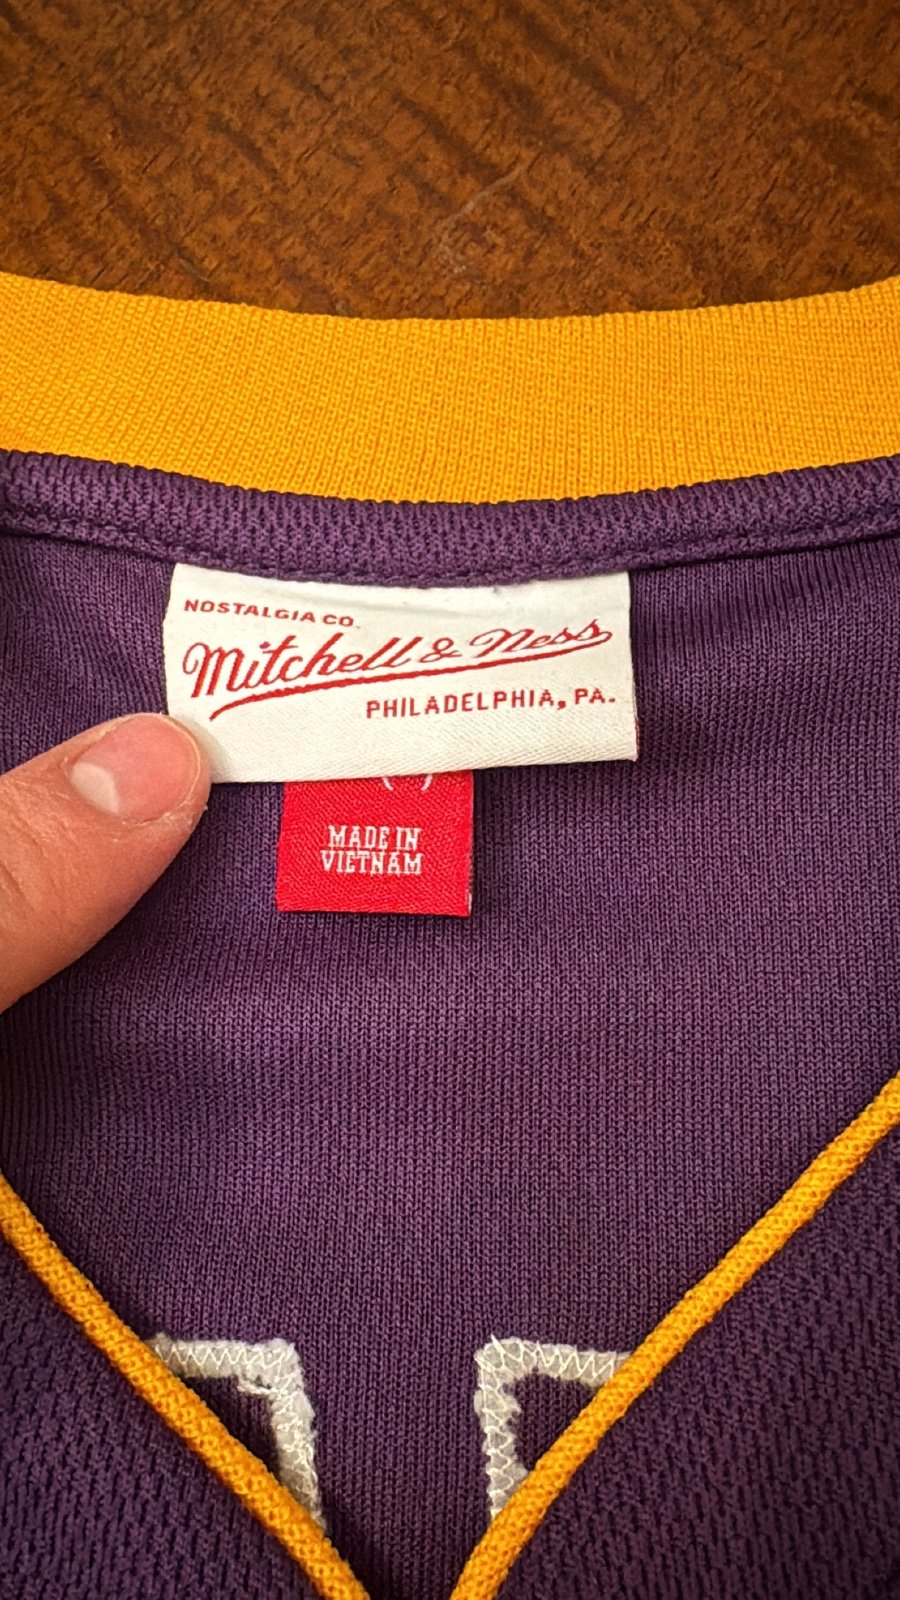 NOSTALGIA CO.
Mitchell & Ness
PHILADELPHIA, PA.
MADE IN
VIETNAM